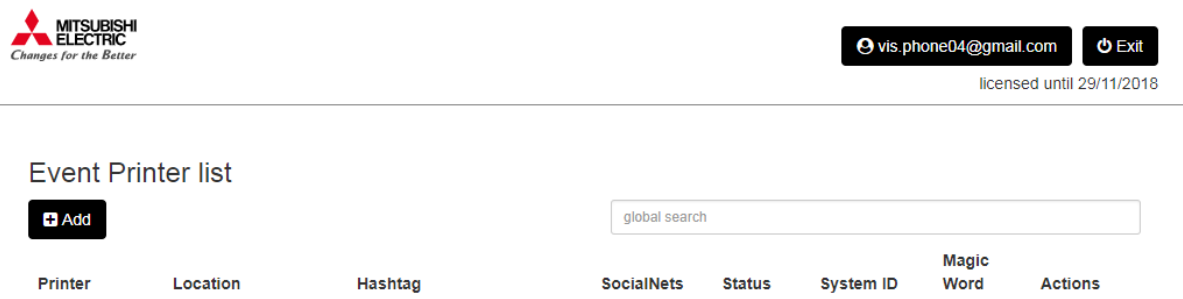 MITSUBISHI
ELECTRIC
Changes for the Better
vis.phone04@gmail.com Exit
licensed until 29/11/2018
Event Printer list
Add
global search
Printer Location Hashtag SocialNets Status System ID Magic Word Actions